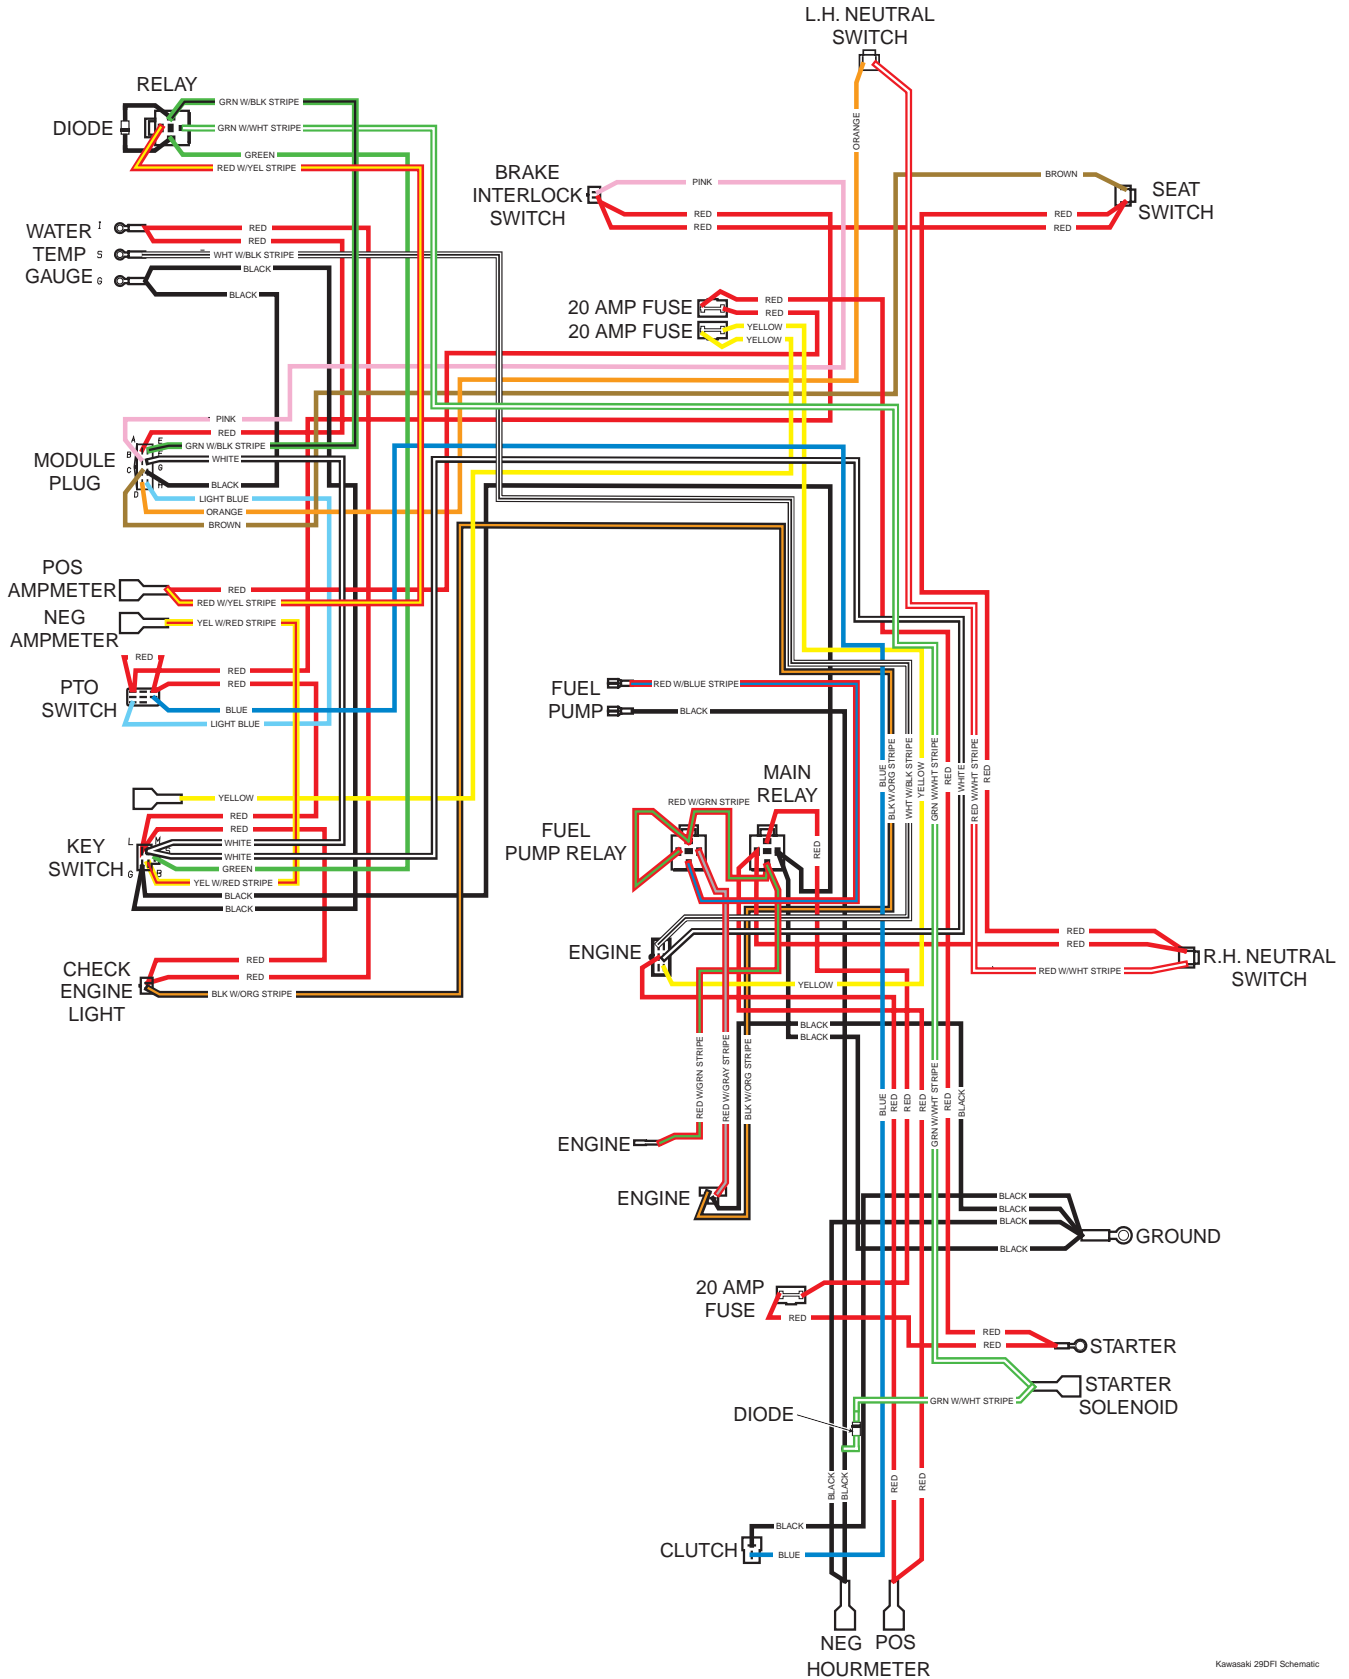 L.H. NEUTRAL
SWITCH
RELAY
DIODE
GRN W/BLK STRIPE
GRN W/WHT STRIPE
GREEN
RED W/YEL STRIPE
ORANGE
BRAKE
INTERLOCK
SWITCH
PINK
RED
RED
BROWN
RED
RED
SEAT
SWITCH
WATER
TEMP
GAUGE
I
S
G
RED
RED
WHT W/BLK STRIPE
BLACK
BLACK
20 AMP FUSE
20 AMP FUSE
RED
RED
YELLOW
YELLOW
MODULE
PLUG
A
B
C
D
E
F
G
H
PINK
RED
GRN W/BLK STRIPE
WHITE
BLACK
LIGHT BLUE
ORANGE
BROWN
POS
AMPMETER
RED
RED W/YEL STRIPE
NEG
AMPMETER
YEL W/RED STRIPE
RED
RED
RED
PTO
SWITCH
BLUE
LIGHT BLUE
FUEL
PUMP
RED W/BLUE STRIPE
BLACK
BLUE
BLK W/ORG STRIPE
WHT W/BLK STRIPE
YELLOW
GRN W/WHT STRIPE
RED
WHITE
RED W/WHT STRIPE
RED
YELLOW
KEY
SWITCH
L
M
S
G
B
RED
RED
WHITE
WHITE
GREEN
YEL W/RED STRIPE
BLACK
BLACK
MAIN
RELAY
RED W/GRN STRIPE
FUEL
PUMP RELAY
RED
ENGINE
YELLOW
RED
RED
RED W/WHT STRIPE
R.H. NEUTRAL
SWITCH
CHECK
ENGINE
LIGHT
RED
RED
BLK W/ORG STRIPE
BLACK
BLACK
RED W/GRN STRIPE
RED W/GRAY STRIPE
BLK W/ORG STRIPE
BLUE
RED
RED
RED
GRN W/WHT STRIPE
RED
BLACK
ENGINE
ENGINE
BLACK
BLACK
BLACK
BLACK
GROUND
20 AMP
FUSE
RED
RED
RED
STARTER
STARTER
SOLENOID
GRN W/WHT STRIPE
DIODE
BLACK
BLACK
RED
RED
CLUTCH
BLACK
BLUE
NEG
POS
HOURMETER
Kawasaki 29DFI Schematic